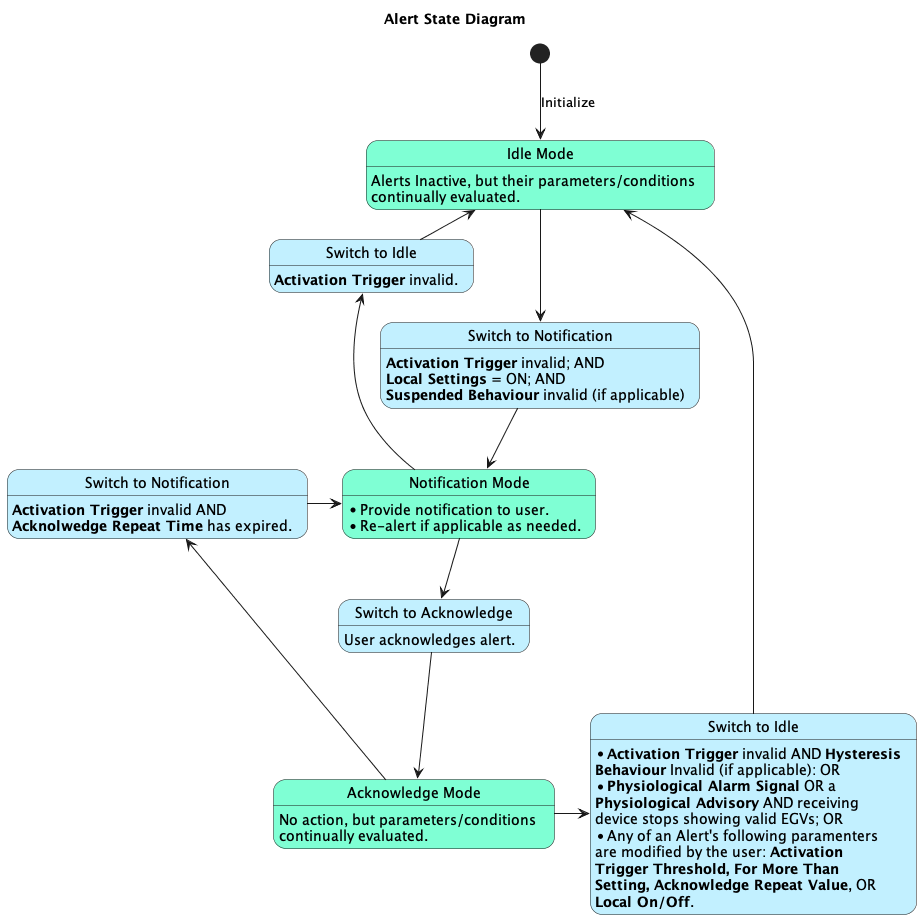 Alert State Diagram
Initialize
Idle Mode
Alerts Inactive, but their parameters/conditions
continually evaluated.
Switch to Idle
Activation Trigger invalid.
Switch to Notification
Activation Trigger invalid; AND
Local Settings = ON; AND
Suspended Behaviour invalid (if applicable)
Switch to Notification
Activation Trigger invalid AND
Acknolwedge Repeat Time has expired.
Notification Mode
• Provide notification to user.
• Re-alert if applicable as needed.
Switch to Acknowledge
User acknowledges alert.
Acknowledge Mode
No action, but parameters/conditions
continually evaluated.
Switch to Idle
• Activation Trigger invalid AND Hysteresis
Behaviour Invalid (if applicable): OR
• Physiological Alarm Signal OR a
Physiological Advisory AND receiving
device stops showing valid EGVs; OR
• Any of an Alert's following paramenters
are modified by the user: Activation
Trigger Threshold, For More Than
Setting, Acknowledge Repeat Value, OR
Local On/Off.